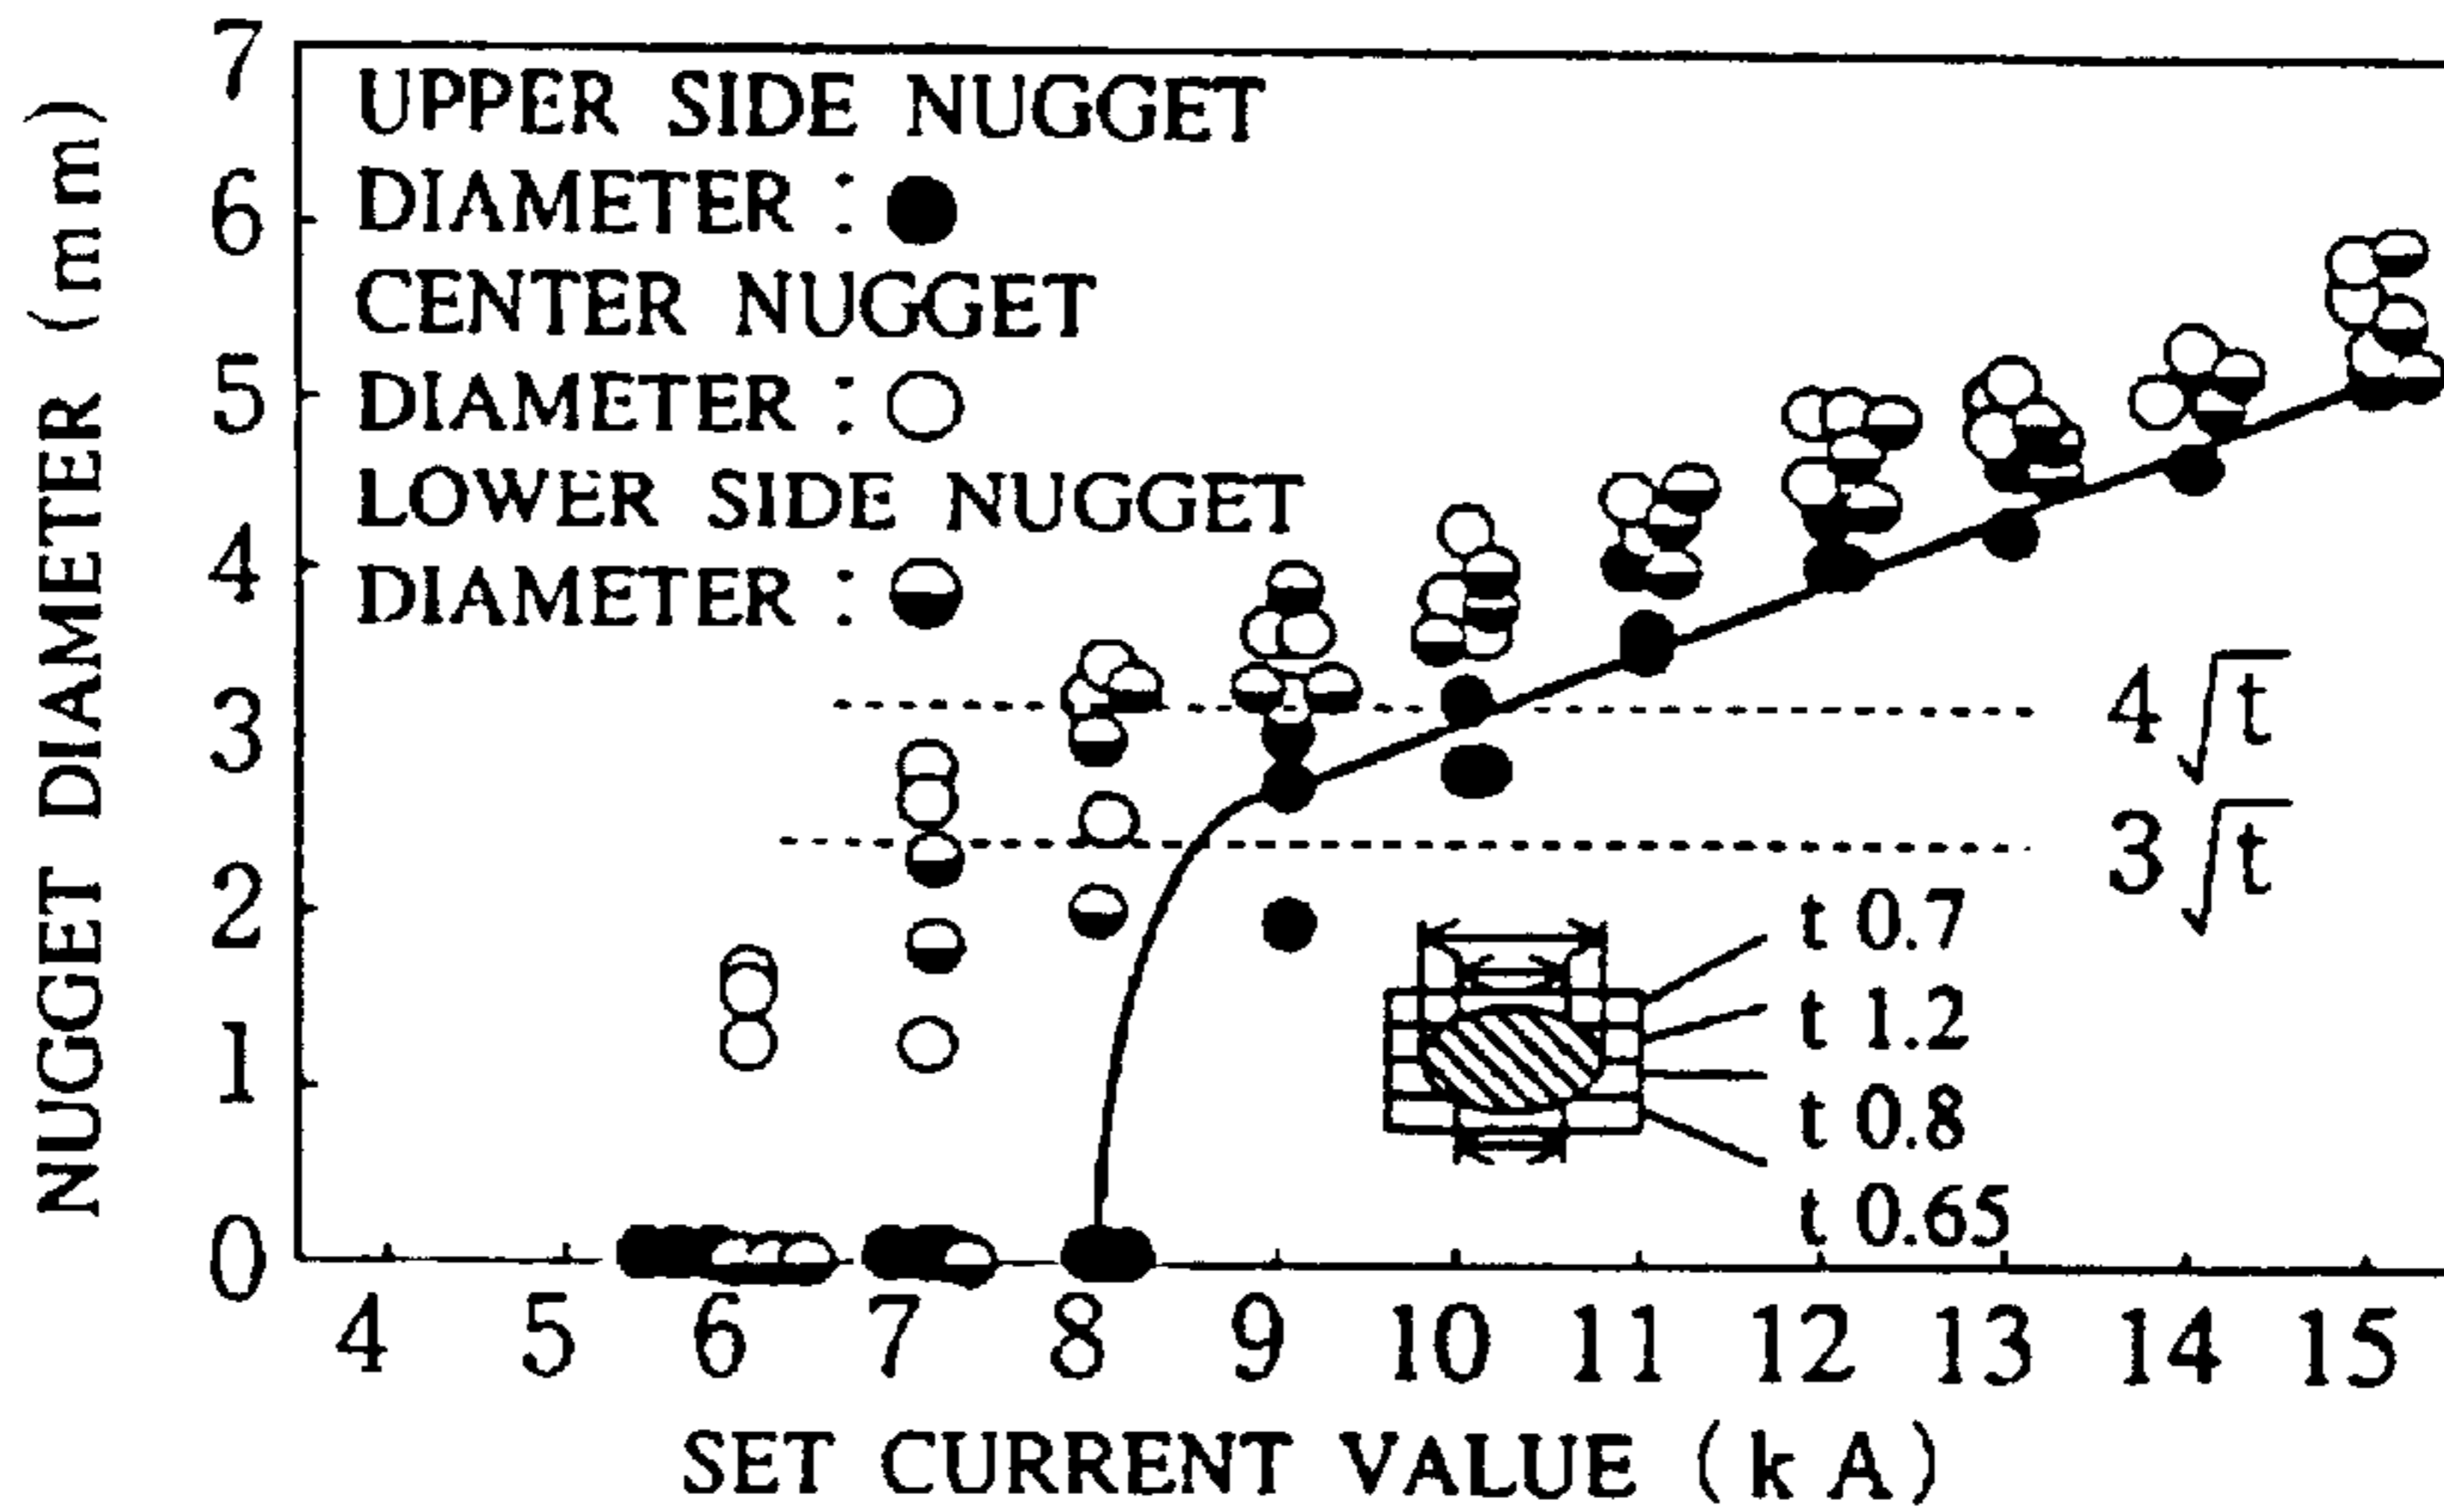 7
UPPER SIDE NUGGET
6
DIAMETER : ●
CENTER NUGGET
5
DIAMETER : ○
LOWER SIDE NUGGET
4
DIAMETER : ◒
3
4√t
3√t
2
t 0.7
1
t 1.2
t 0.8
t 0.65
0
4 5 6 7 8 9 10 11 12 13 14 15
NUGGET DIAMETER (mm)
SET CURRENT VALUE (kA)